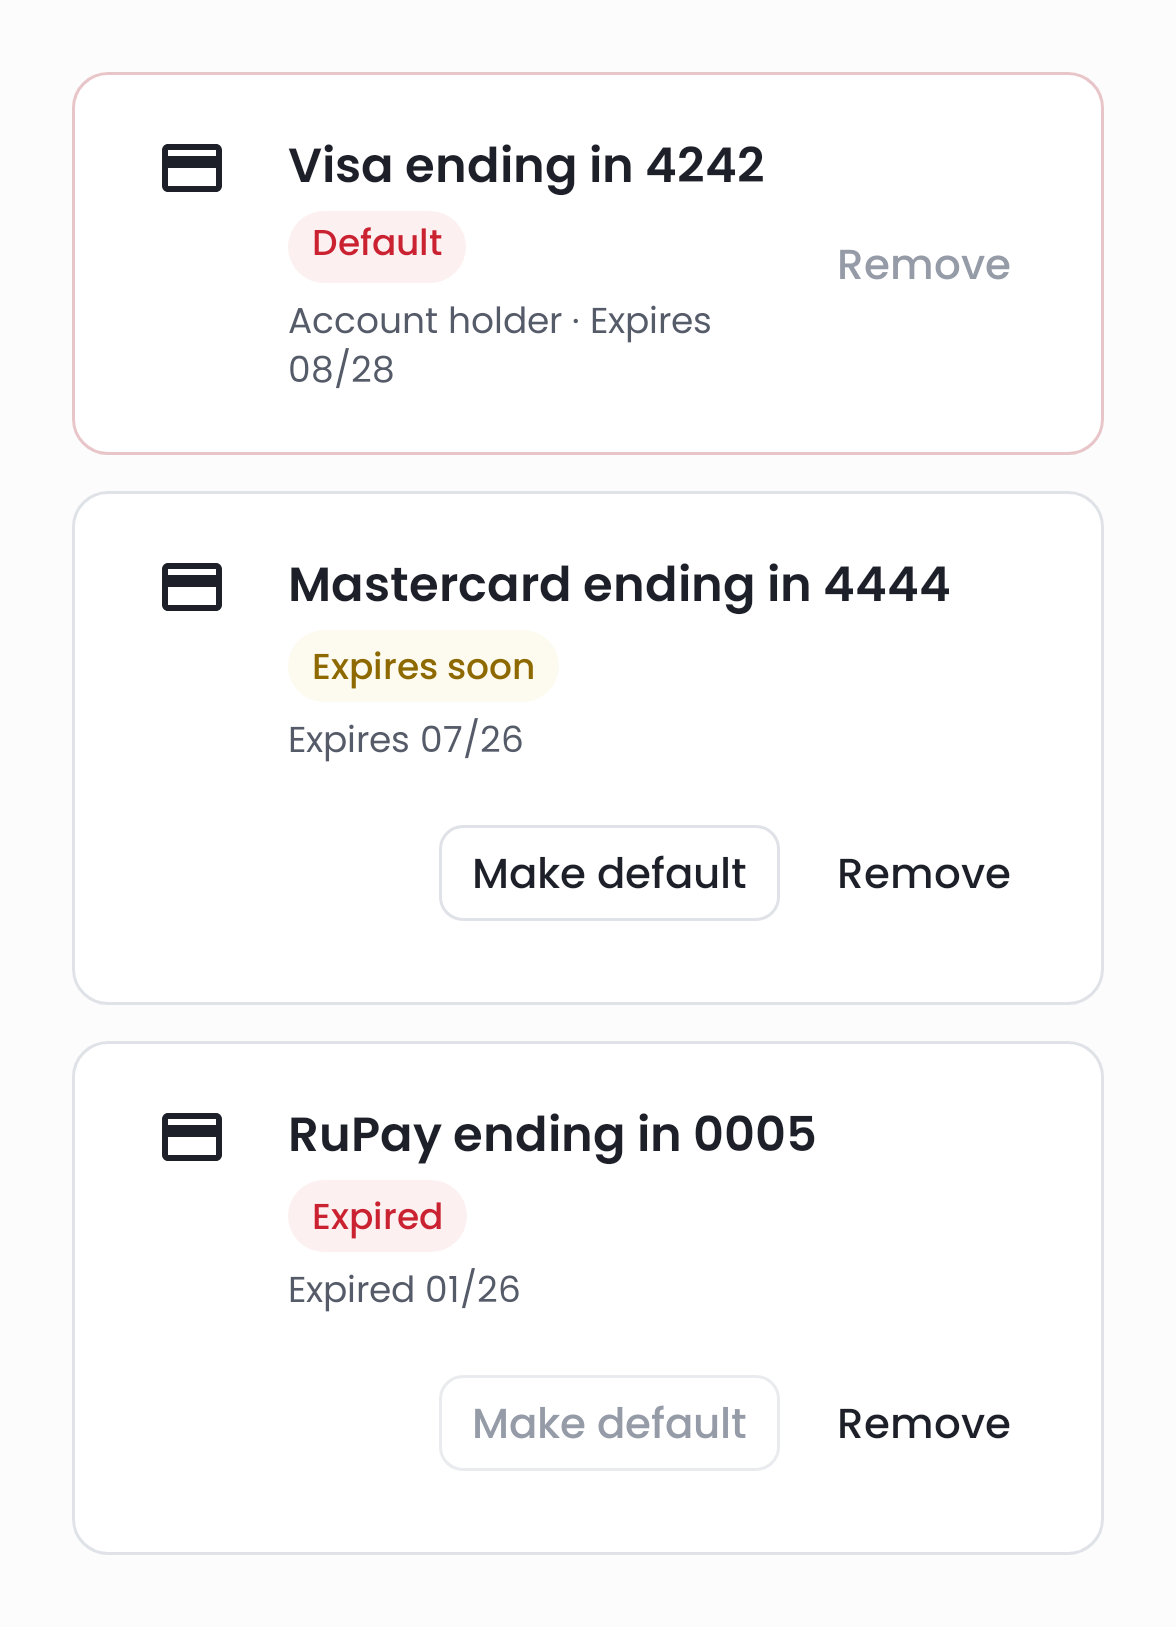 Visa ending in 4242
Default
Remove
Account holder · Expires
08/28
Mastercard ending in 4444
Expires soon
Expires 07/26
Make default
Remove
RuPay ending in 0005
Expired
Expired 01/26
Make default
Remove